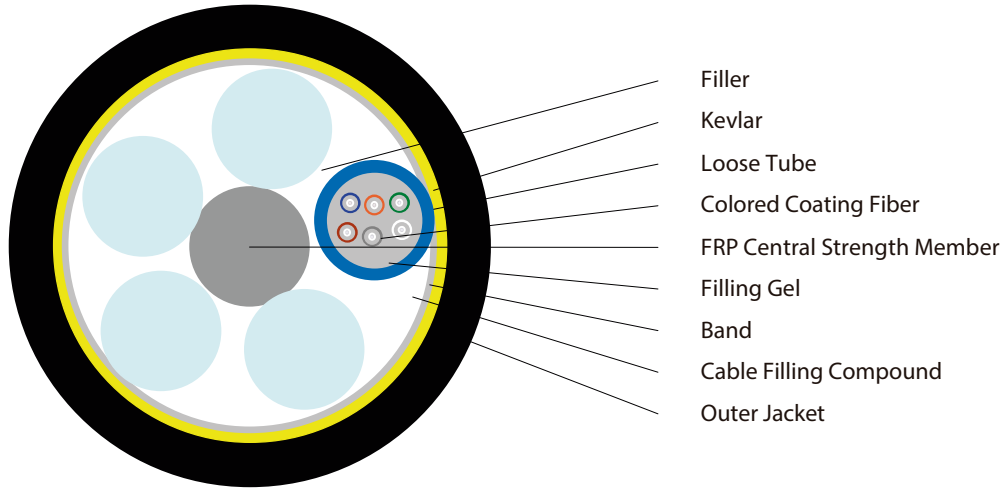 Filler
Kevlar
Loose Tube
Colored Coating Fiber
FRP Central Strength Member
Filling Gel
Band
Cable Filling Compound
Outer Jacket